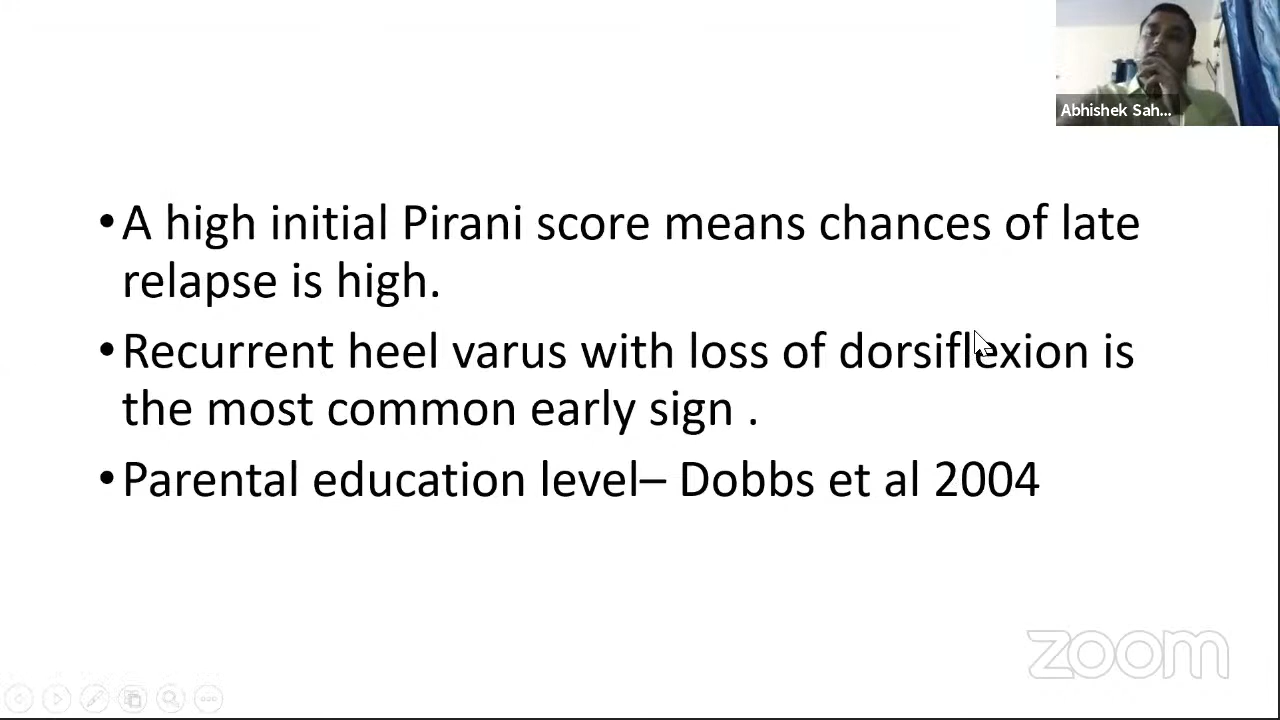 Abhishek Sah...
•A high initial Pirani score means chances of late
relapse is high.
•Recurrent heel varus with loss of dorsiflexion is
the most common early sign .
•Parental education level– Dobbs et al 2004
zoom